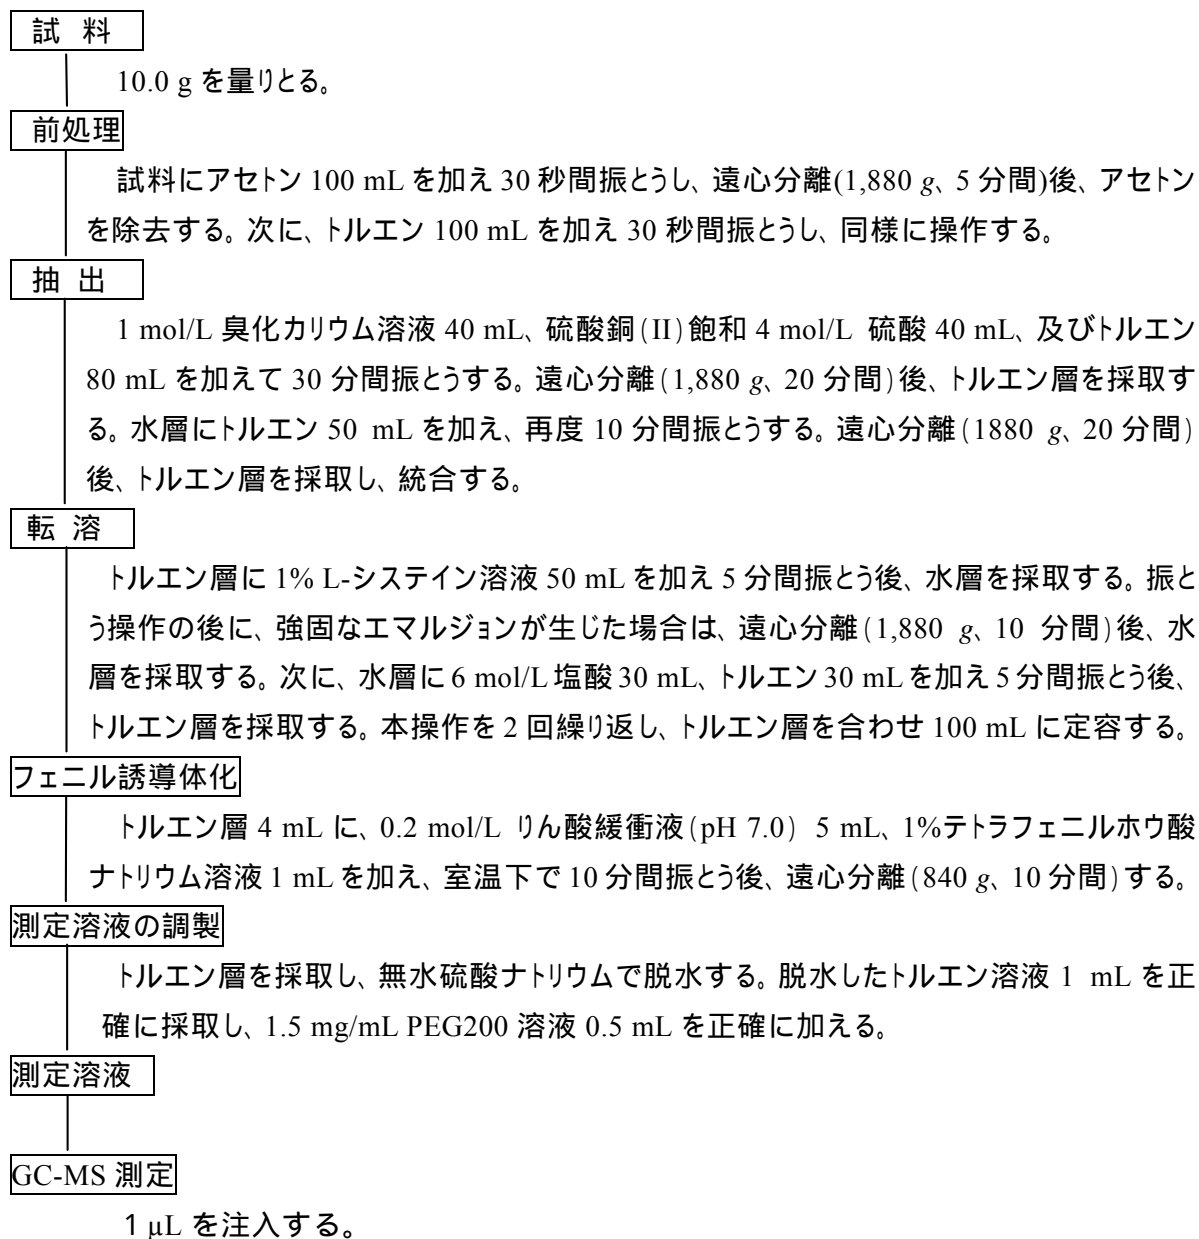 試 料
10.0 g を量りとる。
前処理
試料にアセトン 100 mL を加え 30 秒間振とうし、遠心分離(1,880 g、5 分間)後、アセトン
を除去する。次に、トルエン 100 mL を加え 30 秒間振とうし、同様に操作する。
抽 出
1 mol/L 臭化カリウム溶液 40 mL、硫酸銅(II)飽和 4 mol/L 硫酸 40 mL、及びトルエン
80 mL を加えて 30 分間振とうする。遠心分離(1,880 g、20 分間)後、トルエン層を採取す
る。水層にトルエン 50 mL を加え、再度 10 分間振とうする。遠心分離(1880 g、20 分間)
後、トルエン層を採取し、統合する。
転 溶
トルエン層に 1% L-システイン溶液 50 mL を加え 5 分間振とう後、水層を採取する。振と
う操作の後に、強固なエマルジョンが生じた場合は、遠心分離(1,880 g、10 分間)後、水
層を採取する。次に、水層に 6 mol/L 塩酸 30 mL、トルエン 30 mL を加え 5 分間振とう後、
トルエン層を採取する。本操作を 2 回繰り返し、トルエン層を合わせ 100 mL に定容する。
フェニル誘導体化
トルエン層 4 mL に、0.2 mol/L りん酸緩衝液(pH 7.0) 5 mL、1%テトラフェニルホウ酸
ナトリウム溶液 1 mL を加え、室温下で 10 分間振とう後、遠心分離(840 g、10 分間)する。
測定溶液の調製
トルエン層を採取し、無水硫酸ナトリウムで脱水する。脱水したトルエン溶液 1 mL を正
確に採取し、1.5 mg/mL PEG200 溶液 0.5 mL を正確に加える。
測定溶液
GC-MS 測定
1 μL を注入する。